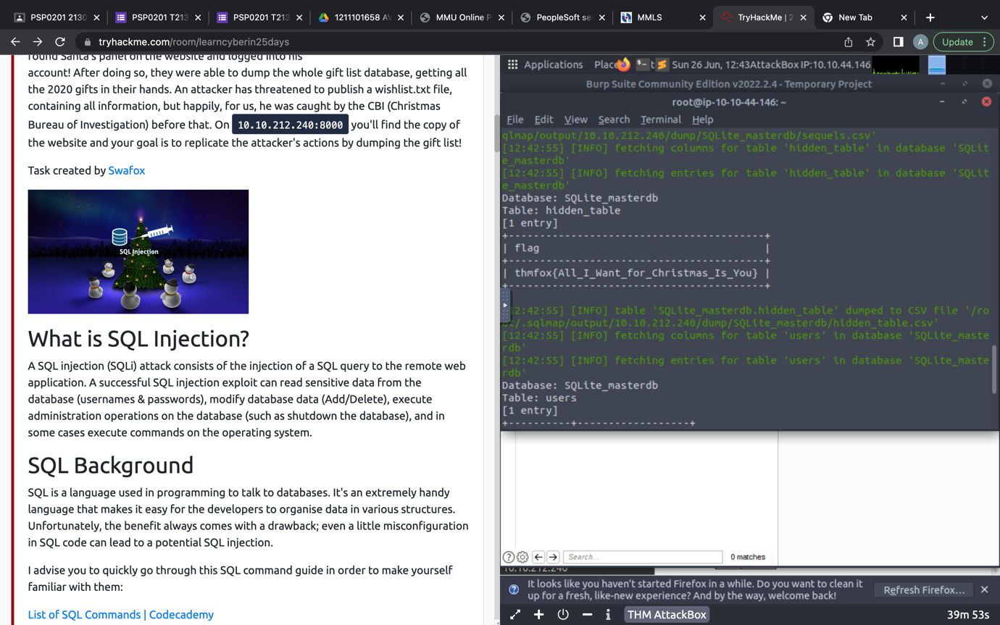 PSP0201 2130
PSP0201 T213
PSP0201 T213
1211101658 AV
MMU Online P
PeopleSoft se
MMLS
TryHackMe | 2
New Tab
tryhackme.com/room/learncyberin25days
A
Update
found Santa's panel on the website and logged into his
account! After doing so, they were able to dump the whole gift list database, getting all
the 2020 gifts in their hands. An attacker has threatened to publish a wishlist.txt file,
containing all information, but happily, for us, he was caught by the CBI (Christmas
Bureau of Investigation) before that. On 10.10.212.240:8000 you'll find the copy of
the website and your goal is to replicate the attacker's actions by dumping the gift list!
Task created by Swafox
SQL Injection
What is SQL Injection?
A SQL injection (SQLi) attack consists of the injection of a SQL query to the remote web
application. A successful SQL injection exploit can read sensitive data from the
database (usernames & passwords), modify database data (Add/Delete), execute
administration operations on the database (such as shutdown the database), and in
some cases execute commands on the operating system.
SQL Background
SQL is a language used in programming to talk to databases. It's an extremely handy
language that makes it easy for the developers to organise data in various structures.
Unfortunately, the benefit always comes with a drawback; even a little misconfiguration
in SQL code can lead to a potential SQL injection.
I advise you to quickly go through this SQL command guide in order to make yourself
familiar with them:
List of SQL Commands | Codecademy
Applications Place t Sun 26 Jun, 12:43 AttackBox IP:10.10.44.146
Burp Suite Community Edition v2022.2.4 - Temporary Project
root@ip-10-10-44-146: ~
File Edit View Search Terminal Help
qlmap/output/10.10.212.240/dump/SQLite_masterdb/sequels.csv'
[12:42:55] [INFO] fetching columns for table 'hidden_table' in database 'SQLit
e_masterdb'
[12:42:55] [INFO] fetching entries for table 'hidden_table' in database 'SQLit
e_masterdb'
Database: SQLite_masterdb
Table: hidden_table
[1 entry]
+-----------------------------------------+
| flag |
+-----------------------------------------+
| thmfox{All_I_Want_for_Christmas_Is_You} |
+-----------------------------------------+
12:42:55] [INFO] table 'SQLite_masterdb.hidden_table' dumped to CSV file '/ro
t/.sqlmap/output/10.10.212.240/dump/SQLite_masterdb/hidden_table.csv'
[12:42:55] [INFO] fetching columns for table 'users' in database 'SQLite_maste
rdb'
[12:42:55] [INFO] fetching entries for table 'users' in database 'SQLite_maste
rdb'
Database: SQLite_masterdb
Table: users
[1 entry]
+----------+------------------+
Search...
0 matches
10.10.212.240
It looks like you haven't started Firefox in a while. Do you want to clean it
up for a fresh, like-new experience? And by the way, welcome back!
Refresh Firefox...
THM AttackBox
39m 53s